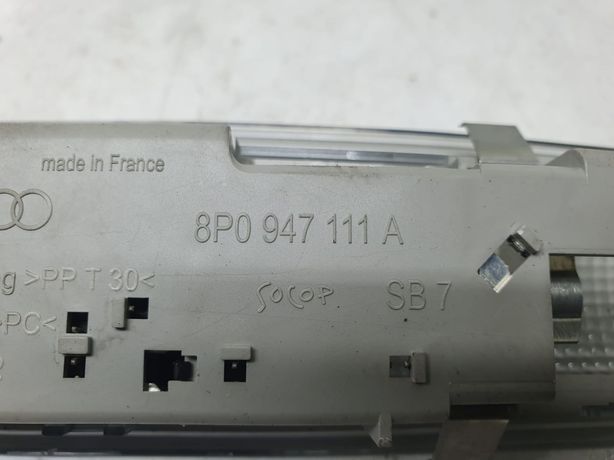 made in France
8P0 947 111 A
g >PP T 30<
>PC<
SOCOP
SB 7